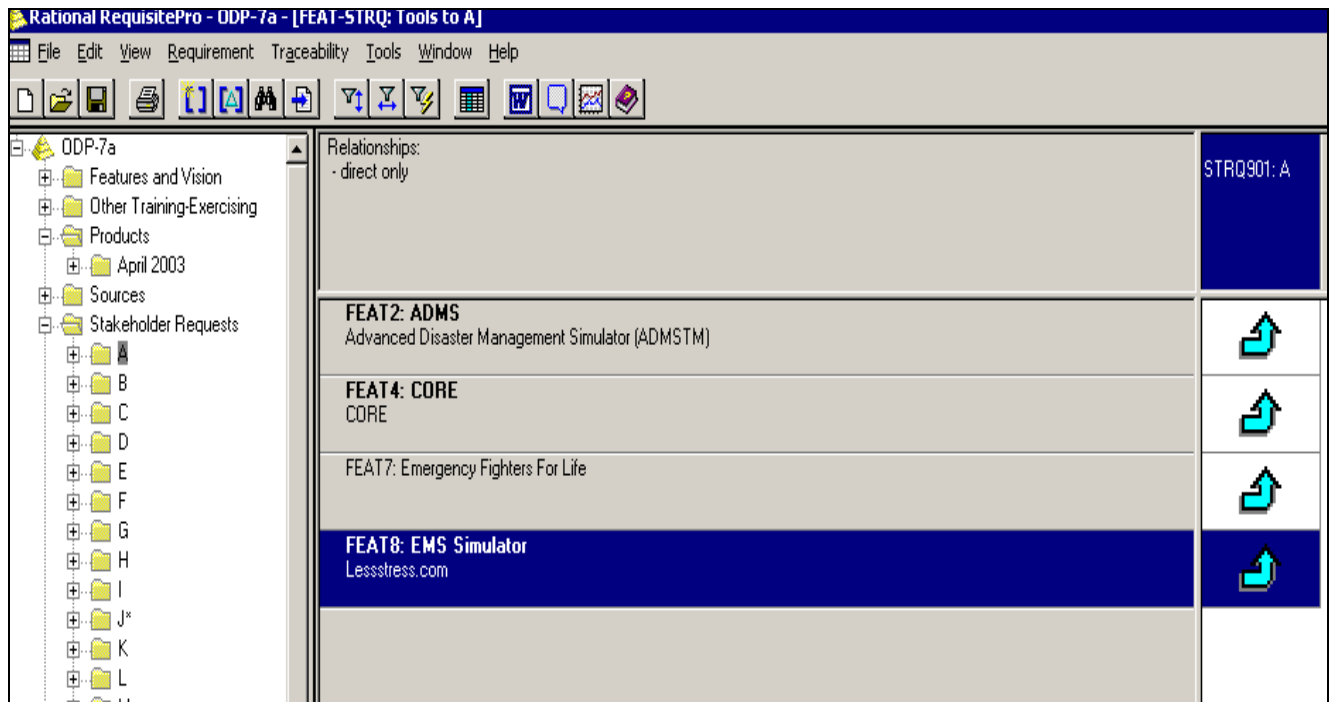 Rational RequisitePro - ODP-7a - [FEAT-STRQ: Tools to A]
File Edit View Requirement Traceability Tools Window Help
ODP-7a
Features and Vision
Other Training-Exercising
Products
April 2003
Sources
Stakeholder Requests
A
B
C
D
E
F
G
H
I
J*
K
L
Relationships:
- direct only
STRQ901: A
FEAT2: ADMS
Advanced Disaster Management Simulator (ADMSTM)
FEAT4: CORE
CORE
FEAT7: Emergency Fighters For Life
FEAT8: EMS Simulator
Lessstress.com